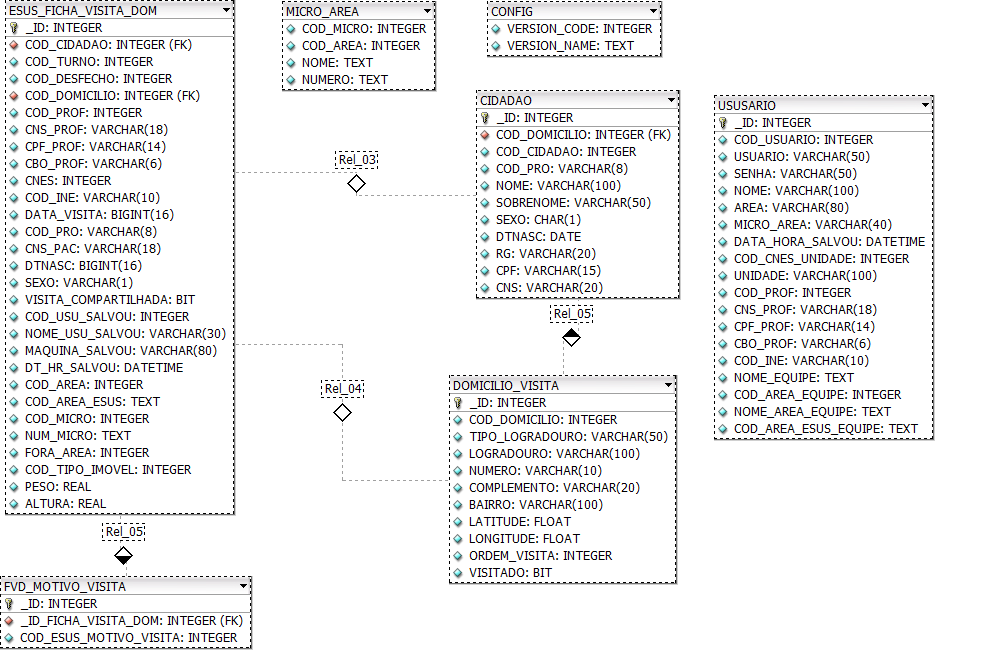 ESUS_FICHA_VISITA_DOM
_ID: INTEGER
COD_CIDADAO: INTEGER (FK)
COD_TURNO: INTEGER
COD_DESFECHO: INTEGER
COD_DOMICILIO: INTEGER (FK)
COD_PROF: INTEGER
CNS_PROF: VARCHAR(18)
CPF_PROF: VARCHAR(14)
CBO_PROF: VARCHAR(6)
CNES: INTEGER
COD_INE: VARCHAR(10)
DATA_VISITA: BIGINT(16)
COD_PRO: VARCHAR(8)
CNS_PAC: VARCHAR(18)
DTNASC: BIGINT(16)
SEXO: VARCHAR(1)
VISITA_COMPARTILHADA: BIT
COD_USU_SALVOU: INTEGER
NOME_USU_SALVOU: VARCHAR(30)
MAQUINA_SALVOU: VARCHAR(80)
DT_HR_SALVOU: DATETIME
COD_AREA: INTEGER
COD_AREA_ESUS: TEXT
COD_MICRO: INTEGER
NUM_MICRO: TEXT
FORA_AREA: INTEGER
COD_TIPO_IMOVEL: INTEGER
PESO: REAL
ALTURA: REAL
Rel_05
FVD_MOTIVO_VISITA
_ID: INTEGER
_ID_FICHA_VISITA_DOM: INTEGER (FK)
COD_ESUS_MOTIVO_VISITA: INTEGER
MICRO_AREA
COD_MICRO: INTEGER
COD_AREA: INTEGER
NOME: TEXT
NUMERO: TEXT
Rel_03
Rel_04
CONFIG
VERSION_CODE: INTEGER
VERSION_NAME: TEXT
CIDADAO
_ID: INTEGER
COD_DOMICILIO: INTEGER (FK)
COD_CIDADAO: INTEGER
COD_PRO: VARCHAR(8)
NOME: VARCHAR(100)
SOBRENOME: VARCHAR(50)
SEXO: CHAR(1)
DTNASC: DATE
RG: VARCHAR(20)
CPF: VARCHAR(15)
CNS: VARCHAR(20)
Rel_05
DOMICILIO_VISITA
_ID: INTEGER
COD_DOMICILIO: INTEGER
TIPO_LOGRADOURO: VARCHAR(50)
LOGRADOURO: VARCHAR(100)
NUMERO: VARCHAR(10)
COMPLEMENTO: VARCHAR(20)
BAIRRO: VARCHAR(100)
LATITUDE: FLOAT
LONGITUDE: FLOAT
ORDEM_VISITA: INTEGER
VISITADO: BIT
USUSARIO
_ID: INTEGER
COD_USUARIO: INTEGER
USUARIO: VARCHAR(50)
SENHA: VARCHAR(50)
NOME: VARCHAR(100)
AREA: VARCHAR(80)
MICRO_AREA: VARCHAR(40)
DATA_HORA_SALVOU: DATETIME
COD_CNES_UNIDADE: INTEGER
UNIDADE: VARCHAR(100)
COD_PROF: INTEGER
CNS_PROF: VARCHAR(18)
CPF_PROF: VARCHAR(14)
CBO_PROF: VARCHAR(6)
COD_INE: VARCHAR(10)
NOME_EQUIPE: TEXT
COD_AREA_EQUIPE: INTEGER
NOME_AREA_EQUIPE: TEXT
COD_AREA_ESUS_EQUIPE: TEXT